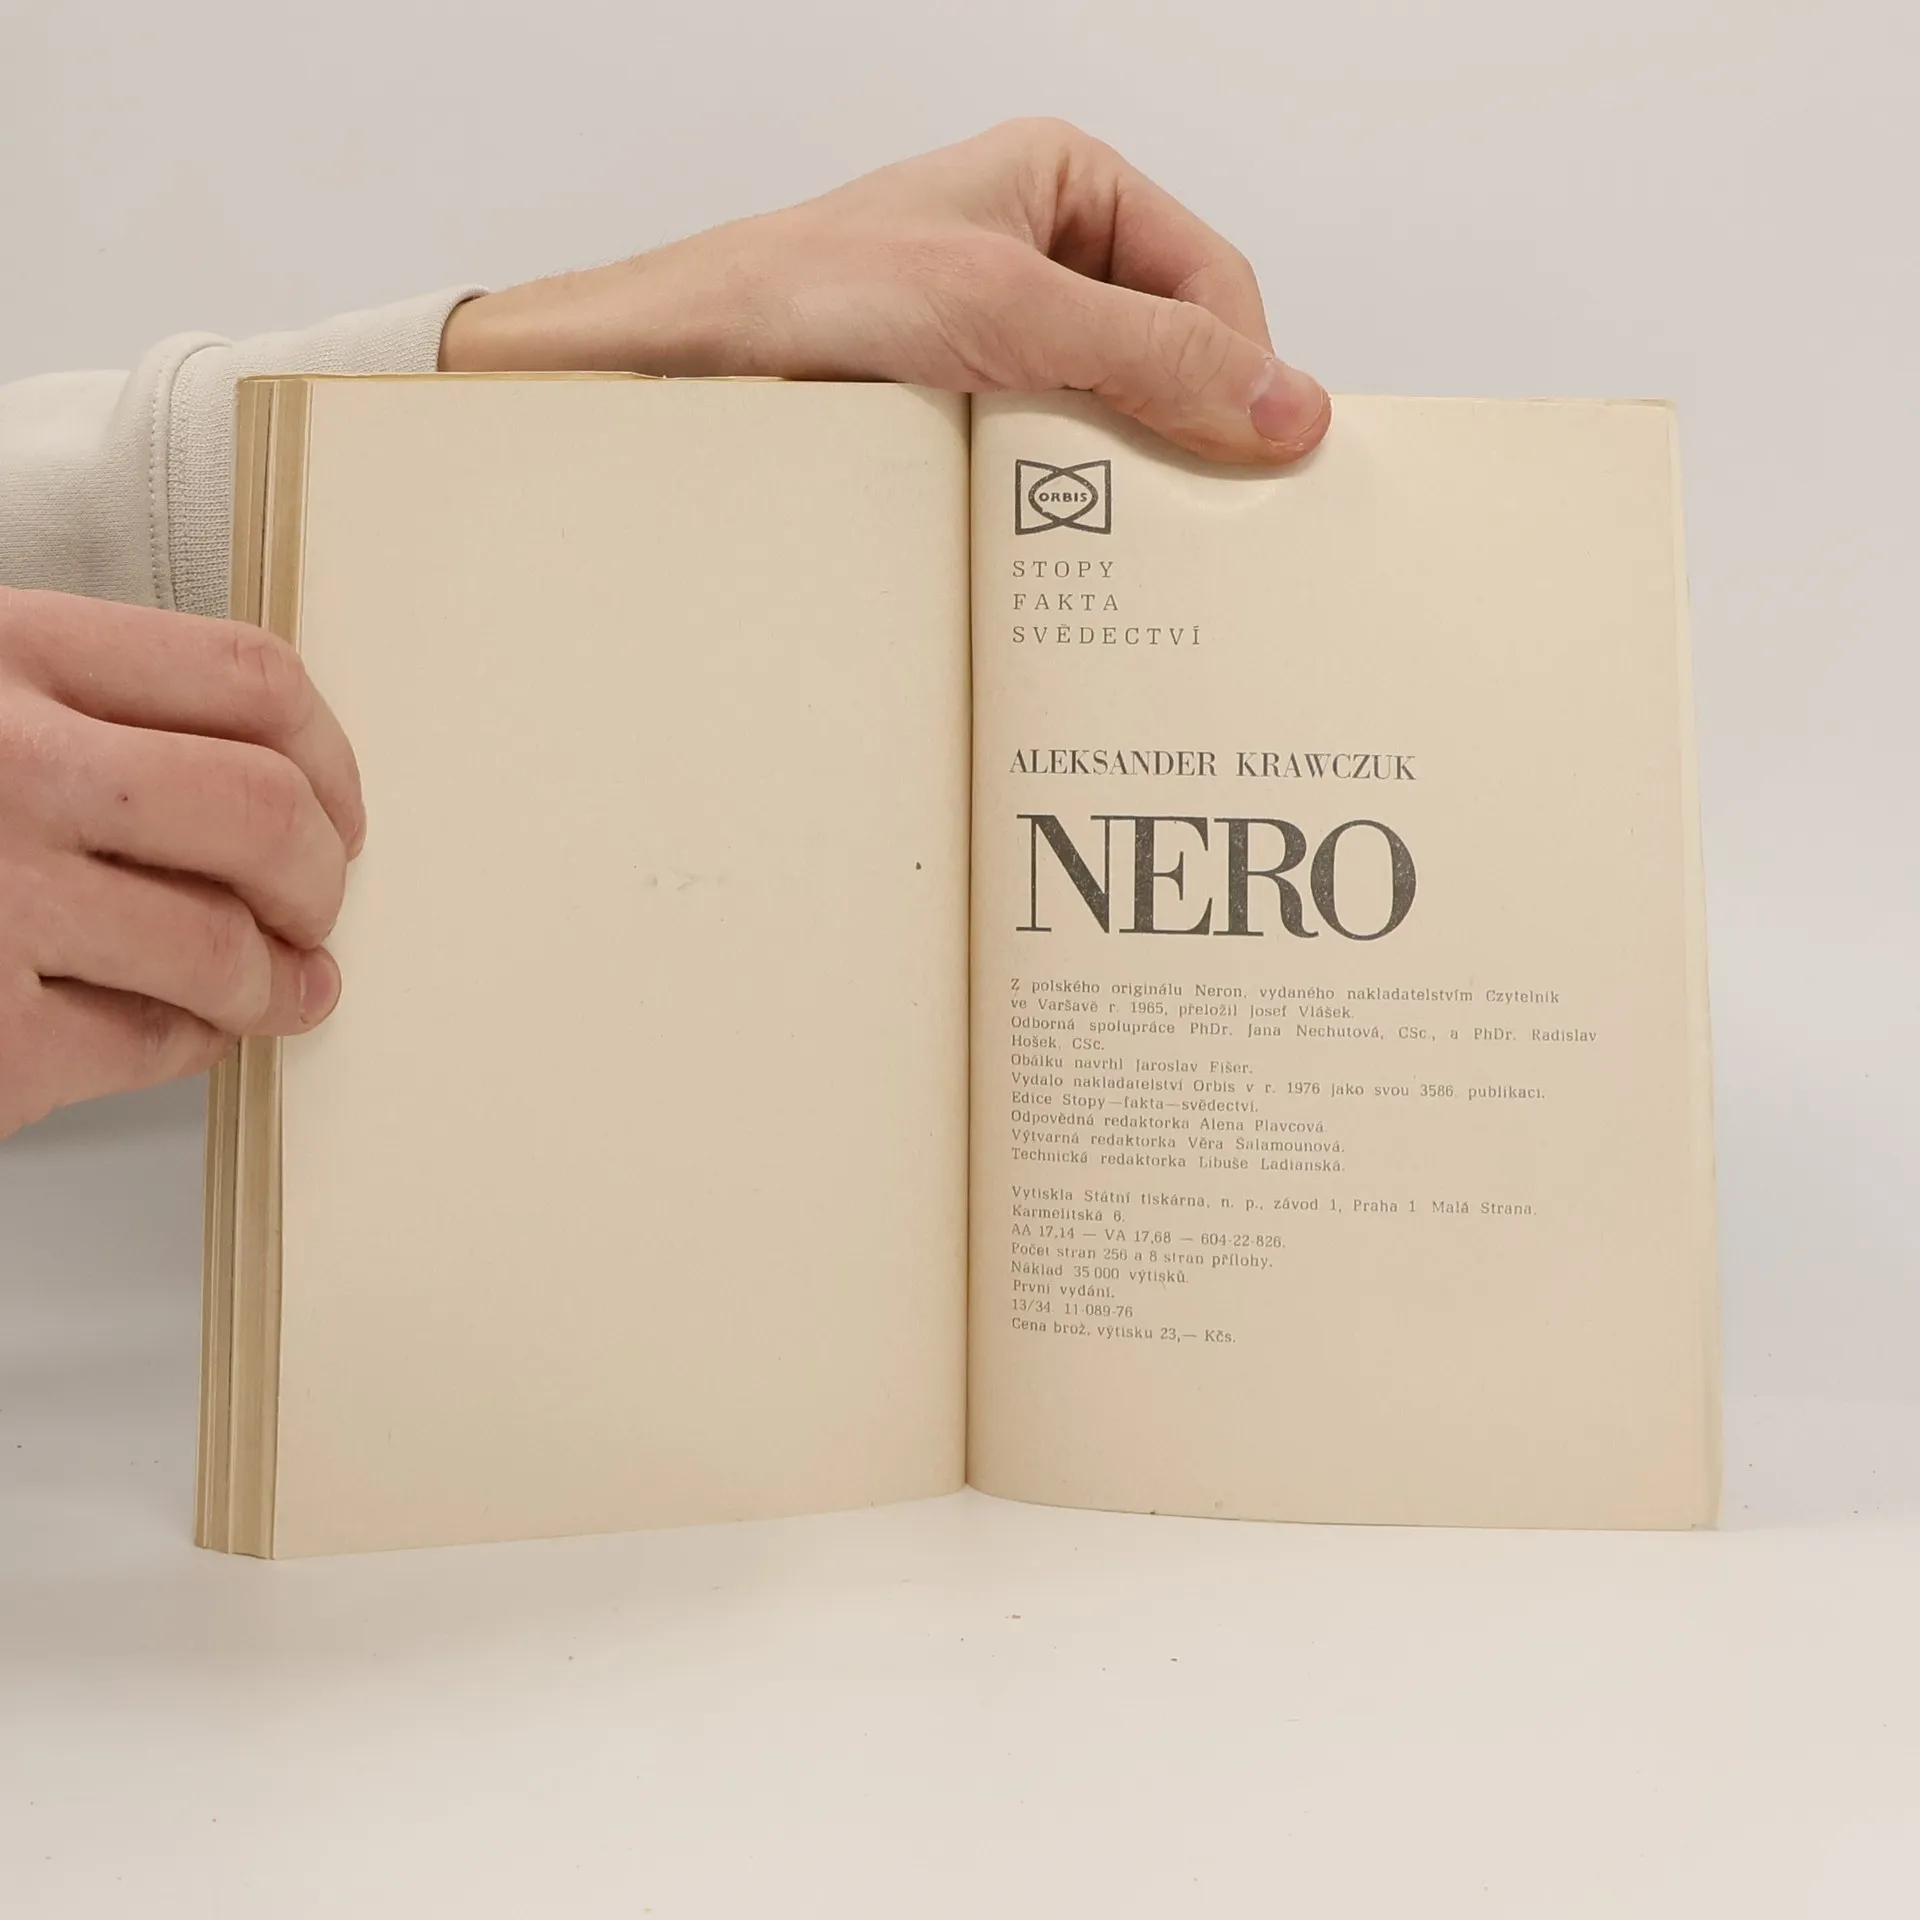 ORBIS
STOPY
FAKTA
SVĚDECTVÍ
ALEKSANDER KRAWCZUK
NERO
Z polského originálu Neron, vydaného nakladatelstvím Czytelnik
ve Varšavě r. 1965, přeložil Josef Vlášek.
Odborná spolupráce PhDr. Jana Nechutová, CSc., a PhDr. Radislav
Hošek, CSc.
Obálku navrhl Jaroslav Fišer.
Vydalo nakladatelství Orbis v r. 1976 jako svou 3586. publikaci.
Edice Stopy—fakta—svědectví.
Odpovědná redaktorka Alena Plavcová.
Výtvarná redaktorka Věra Šalamounová.
Technická redaktorka Libuše Ladianská.
Vytiskla Státní tiskárna, n. p., závod 1, Praha 1 Malá Strana,
Karmelitská 6.
AA 17,14 — VA 17,68 — 604-22-826.
Počet stran 256 a 8 stran přílohy.
Náklad 35 000 výtisků.
První vydání.
13/34 11-089-76
Cena brož. výtisku 23,— Kčs.